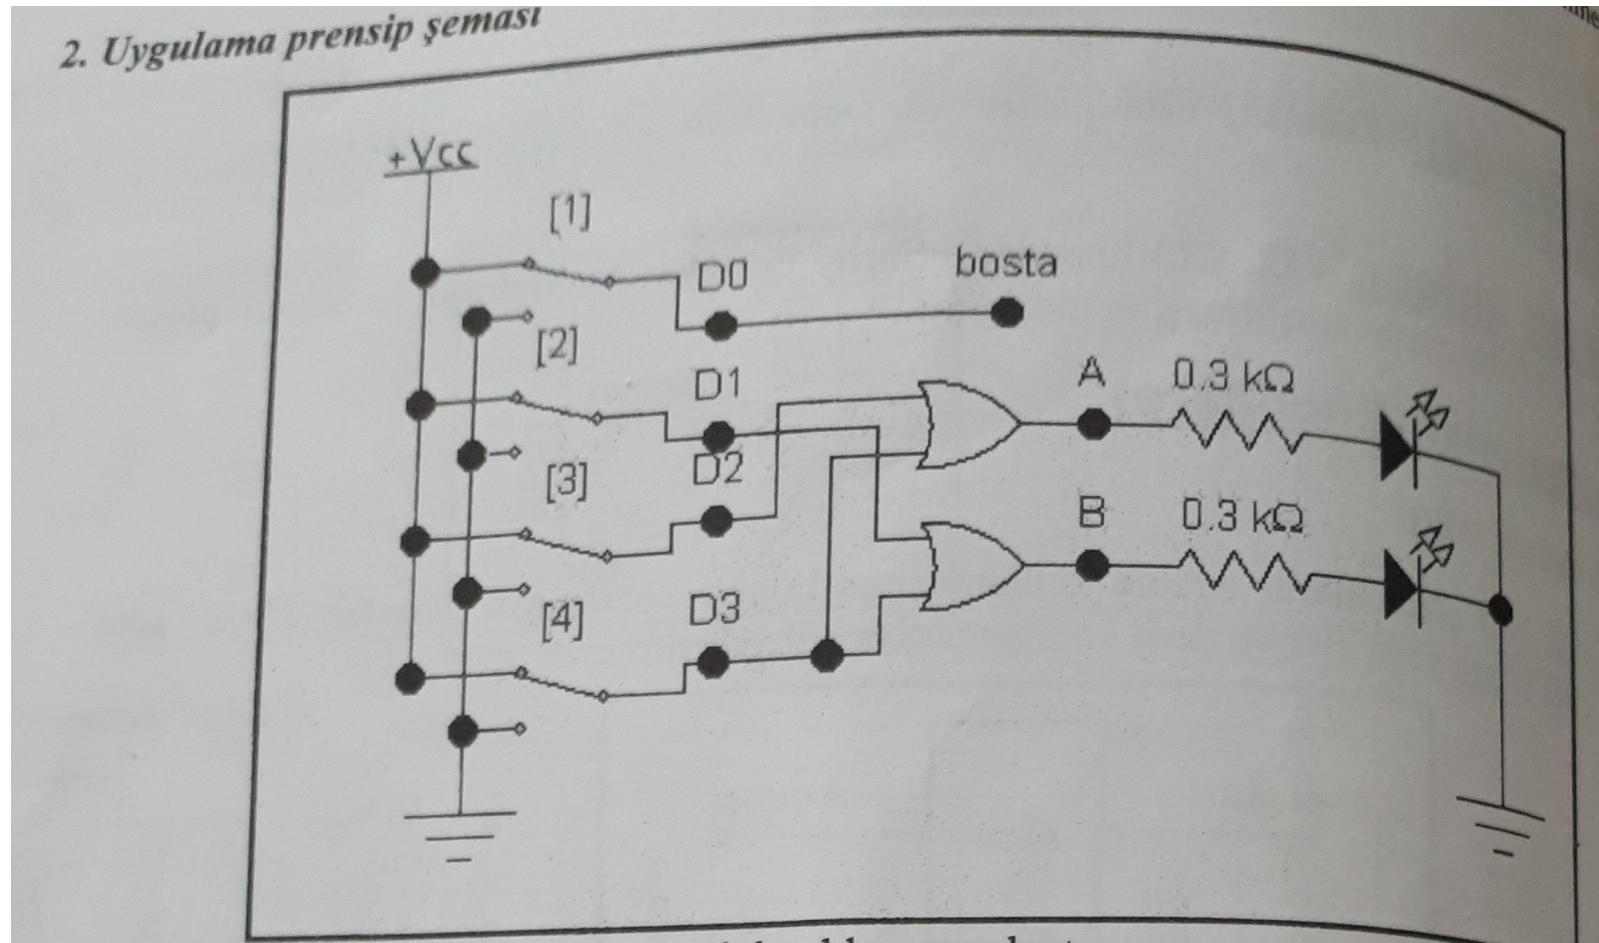 2. Uygulama prensip şeması
+Vcc
[1]
D0
bosta
[2]
D1
A
0.3 kΩ
D2
[3]
B
0.3 kΩ
[4]
D3